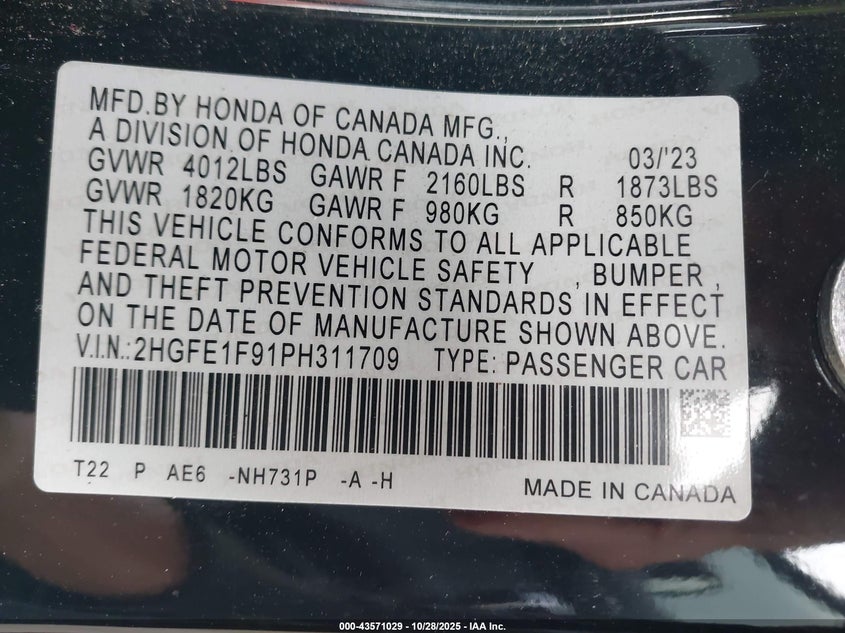 MFD.BY HONDA OF CANADA MFG.,
A DIVISION OF HONDA CANADA INC. 03/'23
GVWR 4012LBS GAWR F 2160LBS R 1873LBS
GVWR 1820KG GAWR F 980KG R 850KG
THIS VEHICLE CONFORMS TO ALL APPLICABLE
FEDERAL MOTOR VEHICLE SAFETY , BUMPER ,
AND THEFT PREVENTION STANDARDS IN EFFECT
ON THE DATE OF MANUFACTURE SHOWN ABOVE.
V.I.N.:2HGFE1F91PH311709 TYPE: PASSENGER CAR
T22 P AE6 -NH731P -A -H
MADE IN CANADA
000-43571029 - 10/28/2025 - IAA Inc.